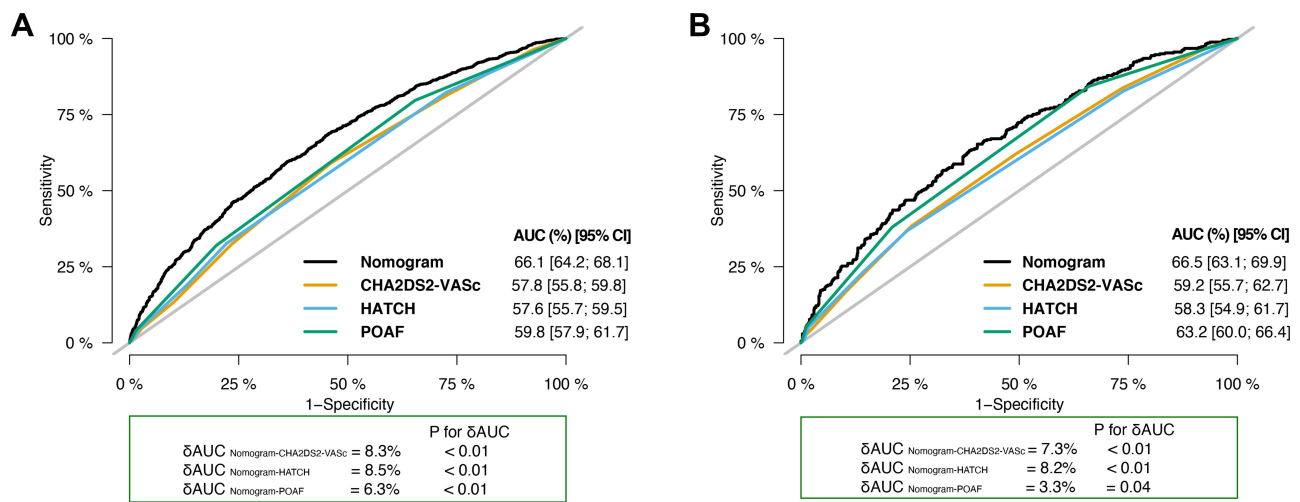 A
100 %
75 %
50 %
25 %
0 %
Sensitivity
AUC (%) [95% CI]
Nomogram 66.1 [64.2; 68.1]
CHA2DS2-VASc 57.8 [55.8; 59.8]
HATCH 57.6 [55.7; 59.5]
POAF 59.8 [57.9; 61.7]
0 % 25 % 50 % 75 % 100 %
1−Specificity
P for δAUC
δAUC Nomogram-CHA2DS2-VASc = 8.3% < 0.01
δAUC Nomogram-HATCH = 8.5% < 0.01
δAUC Nomogram-POAF = 6.3% < 0.01
B
100 %
75 %
50 %
25 %
0 %
Sensitivity
AUC (%) [95% CI]
Nomogram 66.5 [63.1; 69.9]
CHA2DS2-VASc 59.2 [55.7; 62.7]
HATCH 58.3 [54.9; 61.7]
POAF 63.2 [60.0; 66.4]
0 % 25 % 50 % 75 % 100 %
1−Specificity
P for δAUC
δAUC Nomogram-CHA2DS2-VASc = 7.3% < 0.01
δAUC Nomogram-HATCH = 8.2% < 0.01
δAUC Nomogram-POAF = 3.3% = 0.04